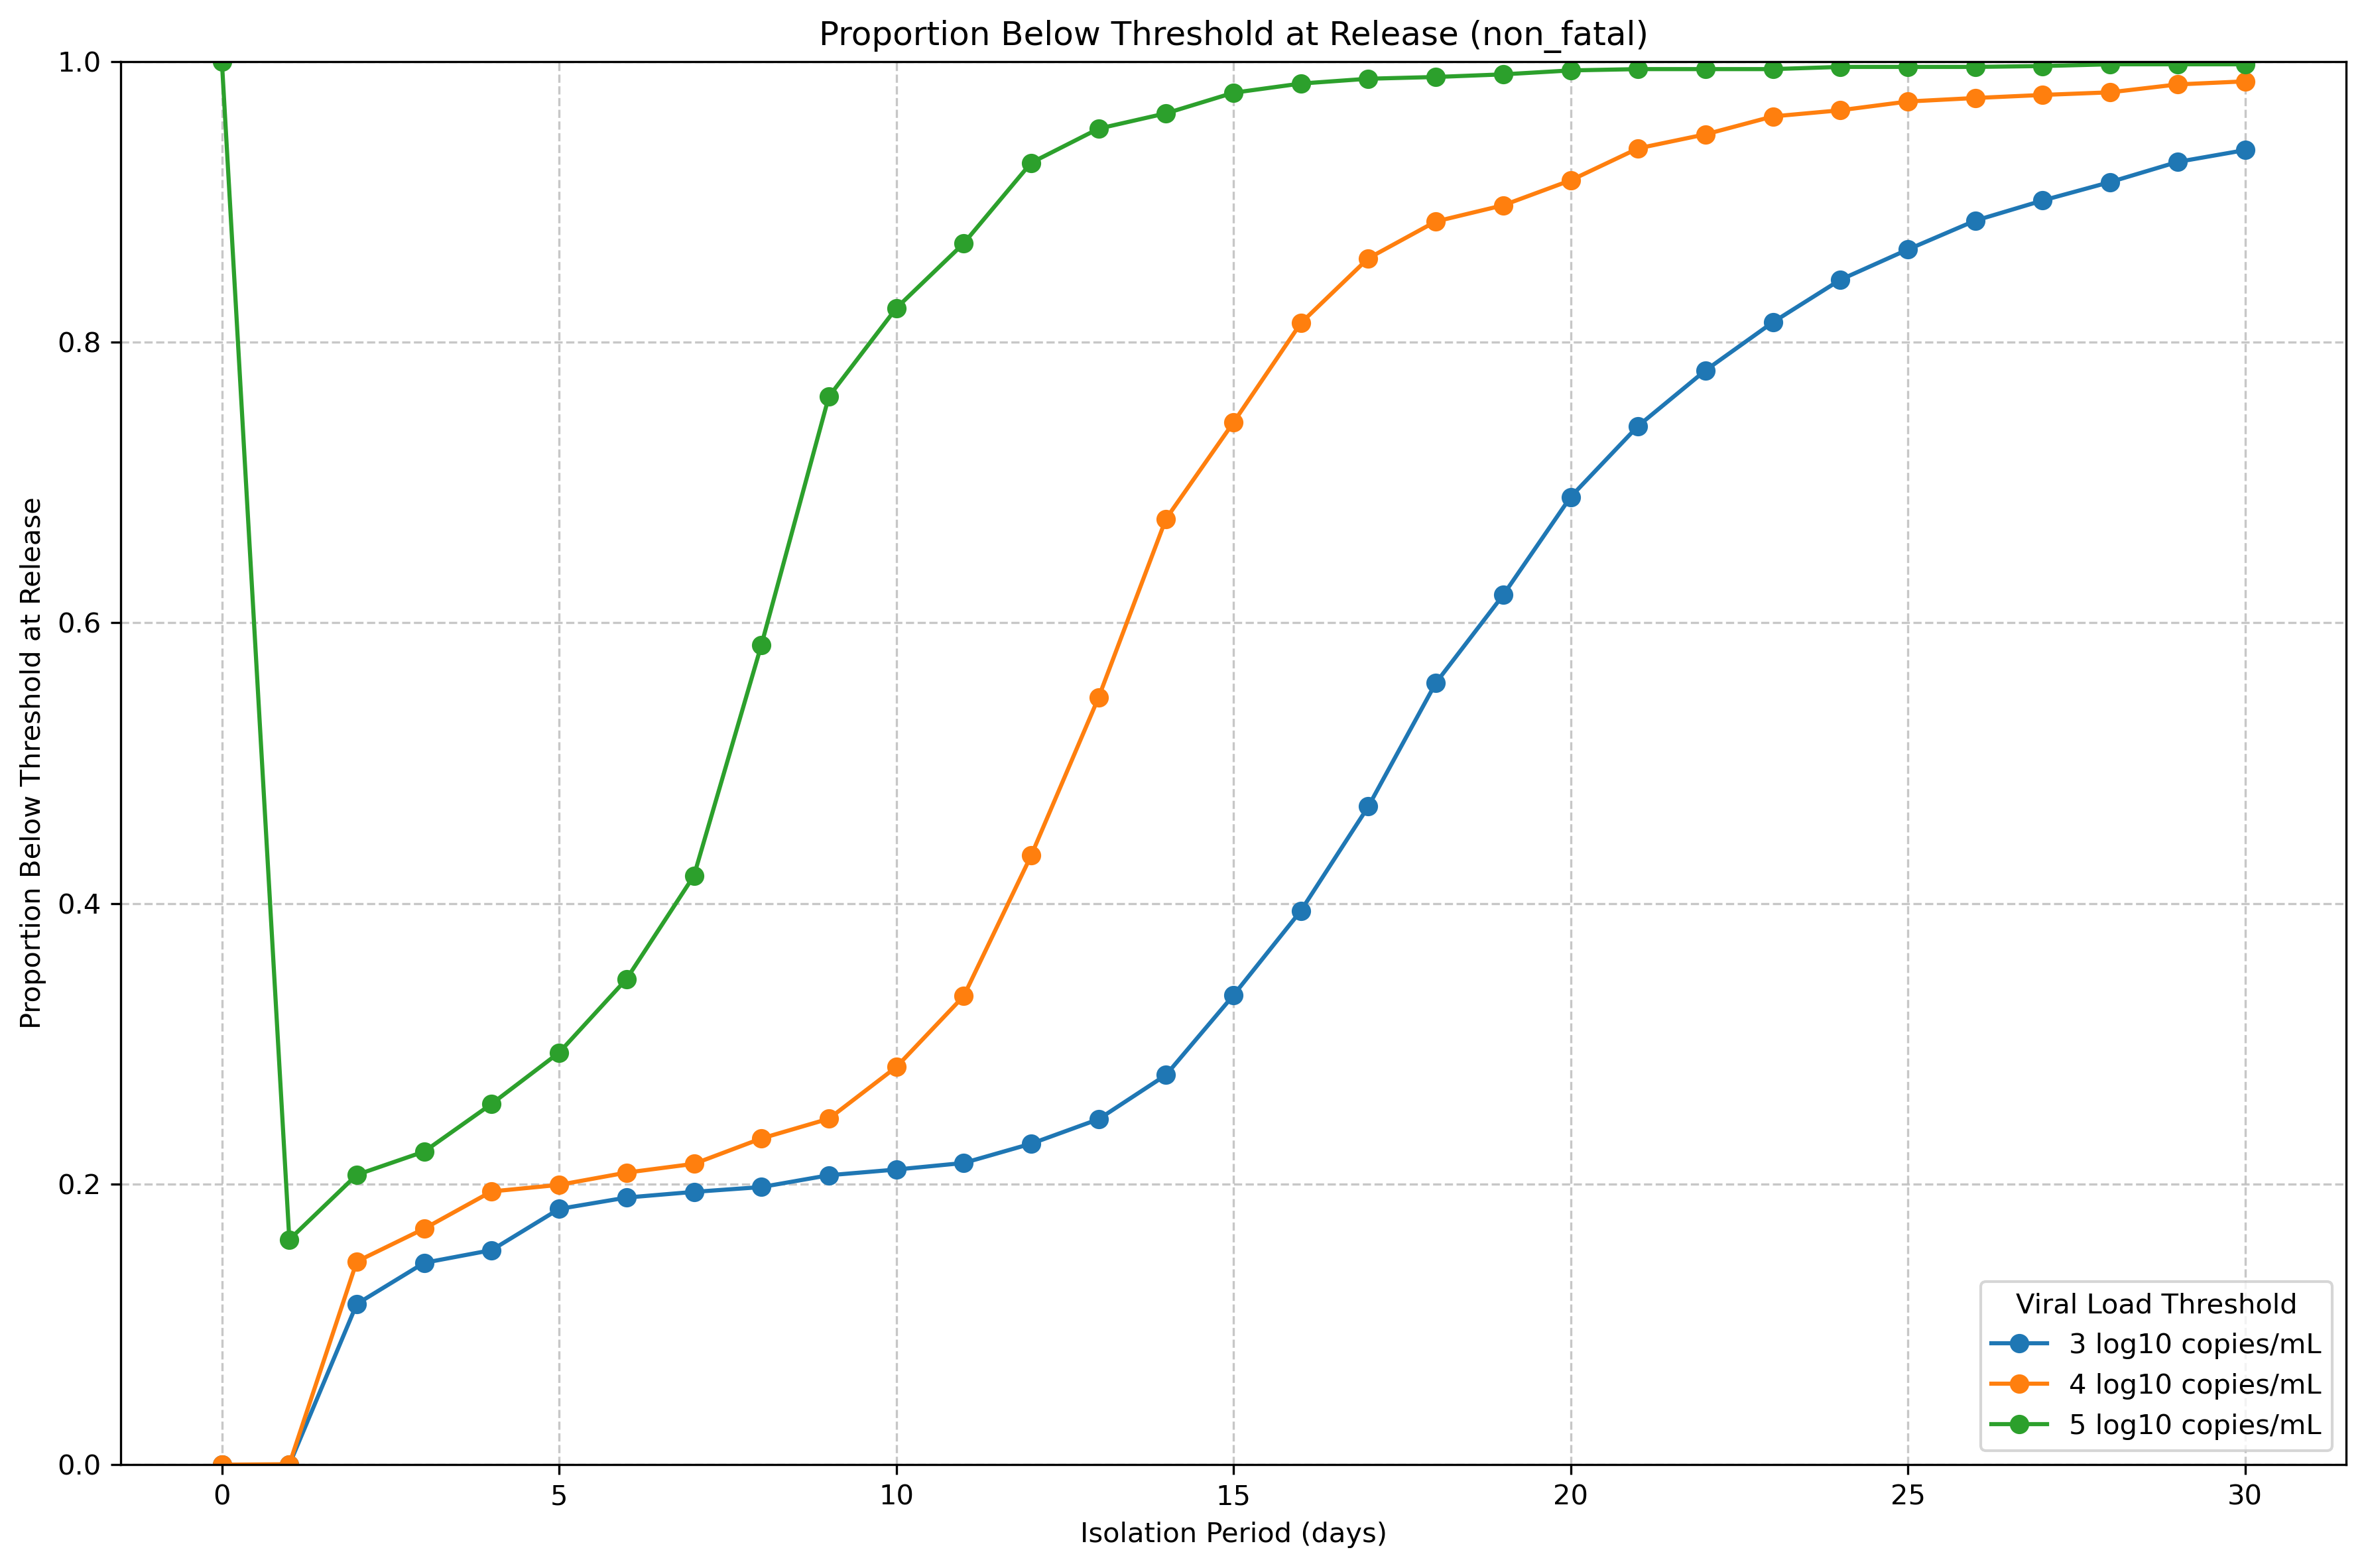 Proportion Below Threshold at Release (non_fatal)
1.0
0.8
0.6
0.4
0.2
0.0
Proportion Below Threshold at Release
0 5 10 15 20 25 30
Isolation Period (days)
Viral Load Threshold
3 log10 copies/mL
4 log10 copies/mL
5 log10 copies/mL